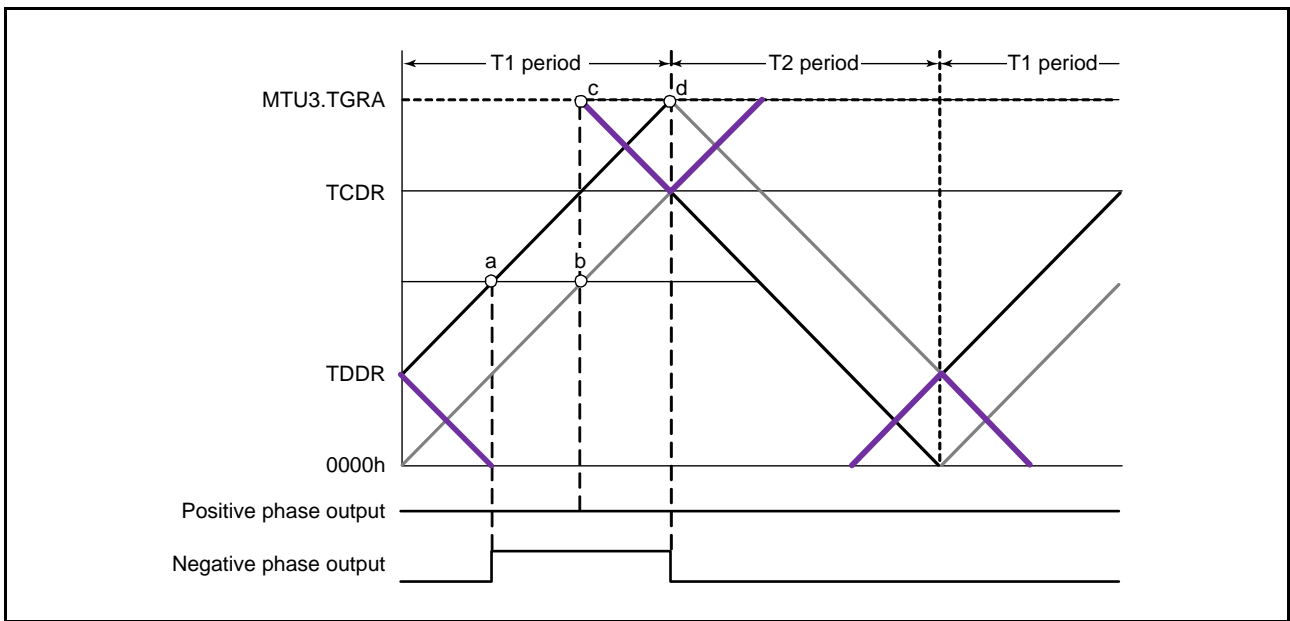 T1 period
T2 period
T1 period
MTU3.TGRA
c
d
TCDR
a
b
TDDR
0000h
Positive phase output
Negative phase output